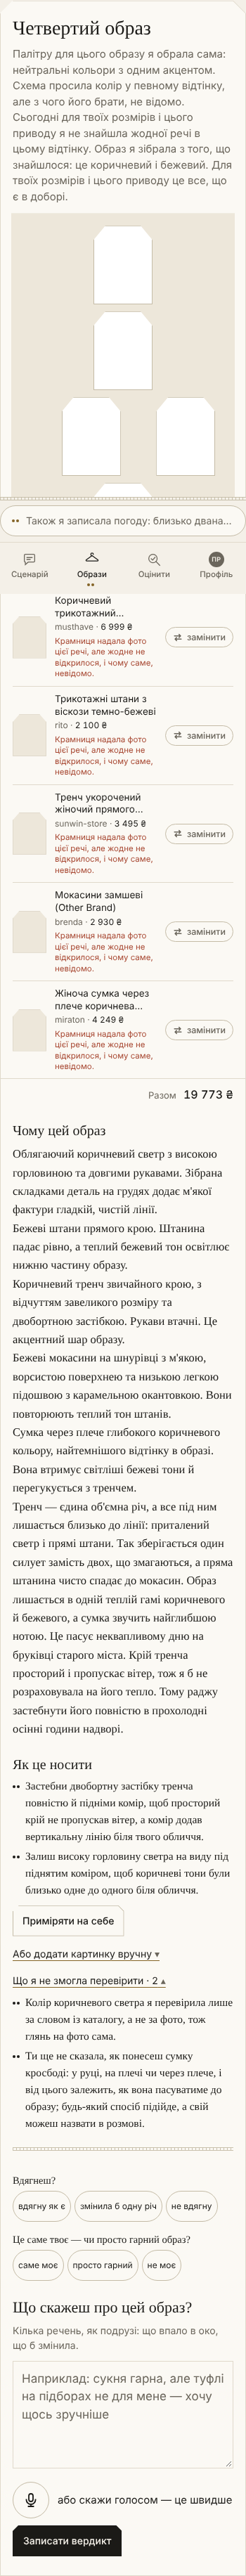 Четвертий образ
Палітру для цього образу я обрала сама:
нейтральні кольори з одним акцентом.
Схема просила колір у певному відтінку,
але з чого його брати, не відомо.
Сьогодні для твоїх розмірів і цього
приводу я не знайшла жодної речі в
цьому відтінку. Образ я зібрала з того, що
знайшлося: це коричневий і бежевий. Для
твоїх розмірів і цього приводу це все, що
є в доборі.
Також я записала погоду: близько двана...
Сценарій
Образи
Оцінити
ПР
Профіль
Коричневий
трикотажний...
musthave · 6 999 ₴
Крамниця надала фото
цієї речі, але жодне не
відкрилося, і чому саме,
невідомо.
замінити
Трикотажні штани з
віскози темно-бежеві
rito · 2 100 ₴
Крамниця надала фото
цієї речі, але жодне не
відкрилося, і чому саме,
невідомо.
замінити
Тренч укорочений
жіночий прямого...
sunwin-store · 3 495 ₴
Крамниця надала фото
цієї речі, але жодне не
відкрилося, і чому саме,
невідомо.
замінити
Мокасини замшеві
(Other Brand)
brenda · 2 930 ₴
Крамниця надала фото
цієї речі, але жодне не
відкрилося, і чому саме,
невідомо.
замінити
Жіноча сумка через
плече коричнева...
miraton · 4 249 ₴
Крамниця надала фото
цієї речі, але жодне не
відкрилося, і чому саме,
невідомо.
замінити
Разом 19 773 ₴
Чому цей образ
Облягаючий коричневий светр з високою
горловиною та довгими рукавами. Зібрана
складками деталь на грудях додає м'якої
фактури гладкій, чистій лінії.
Бежеві штани прямого крою. Штанина
падає рівно, а теплий бежевий тон освітлює
нижню частину образу.
Коричневий тренч звичайного крою, з
відчуттям завеликого розміру та
двобортною застібкою. Рукави втачні. Це
акцентний шар образу.
Бежеві мокасини на шнурівці з м'якою,
ворсистою поверхнею та низькою легкою
підошвою з карамельною окантовкою. Вони
повторюють теплий тон штанів.
Сумка через плече глибокого коричневого
кольору, найтемнішого відтінку в образі.
Вона втримує світліші бежеві тони й
перегукується з тренчем.
Тренч — єдина об'ємна річ, а все під ним
лишається близько до лінії: приталений
светр і прямі штани. Так зберігається один
силует замість двох, що змагаються, а пряма
штанина чисто спадає до мокасин. Образ
лишається в одній теплій гамі коричневого
й бежевого, а сумка звучить найглибшою
нотою. Це пасує неквапливому дню на
бруківці старого міста. Крій тренча
просторий і пропускає вітер, тож я б не
розраховувала на його тепло. Тому раджу
застебнути його повністю в прохолодні
осінні години надворі.
Як це носити
Застебни двобортну застібку тренча
повністю й підніми комір, щоб просторий
крій не пропускав вітер, а комір додав
вертикальну лінію біля твого обличчя.
Залиш високу горловину светра на виду під
піднятим коміром, щоб коричневі тони були
близько одне до одного біля обличчя.
Приміряти на себе
Або додати картинку вручну ▾
Що я не змогла перевірити · 2 ▴
Колір коричневого светра я перевірила лише
за словом із каталогу, а не за фото, тож
глянь на фото сама.
Ти ще не сказала, як понесеш сумку
кросбоді: у руці, на плечі чи через плече, і
від цього залежить, як вона пасуватиме до
образу; будь-який спосіб підійде, а свій
можеш назвати в розмові.
Вдягнеш?
вдягну як є
змінила б одну річ
не вдягну
Це саме твоє — чи просто гарний образ?
саме моє
просто гарний
не моє
Що скажеш про цей образ?
Кілька речень, як подрузі: що впало в око,
що б змінила.
Наприклад: сукня гарна, але туфлі
на підборах не для мене — хочу
щось зручніше
або скажи голосом — це швидше
Записати вердикт